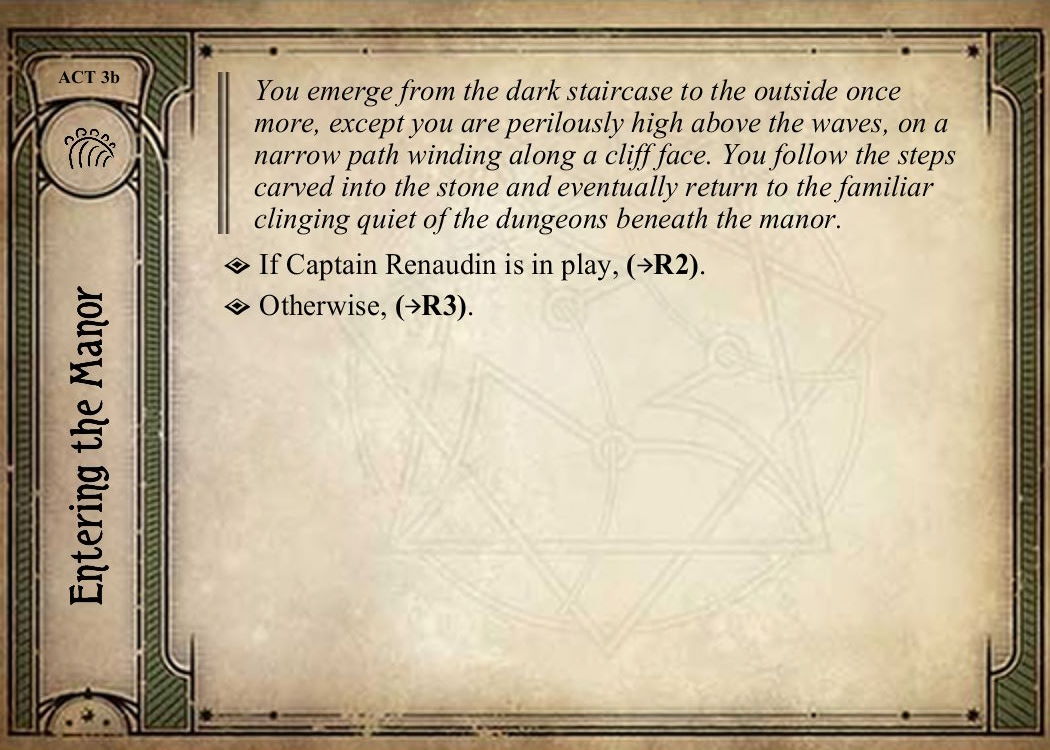 ACT 3b
Entering the Manor
You emerge from the dark staircase to the outside once
more, except you are perilously high above the waves, on a
narrow path winding along a cliff face. You follow the steps
carved into the stone and eventually return to the familiar
clinging quiet of the dungeons beneath the manor.
If Captain Renaudin is in play, (→R2).
Otherwise, (→R3).